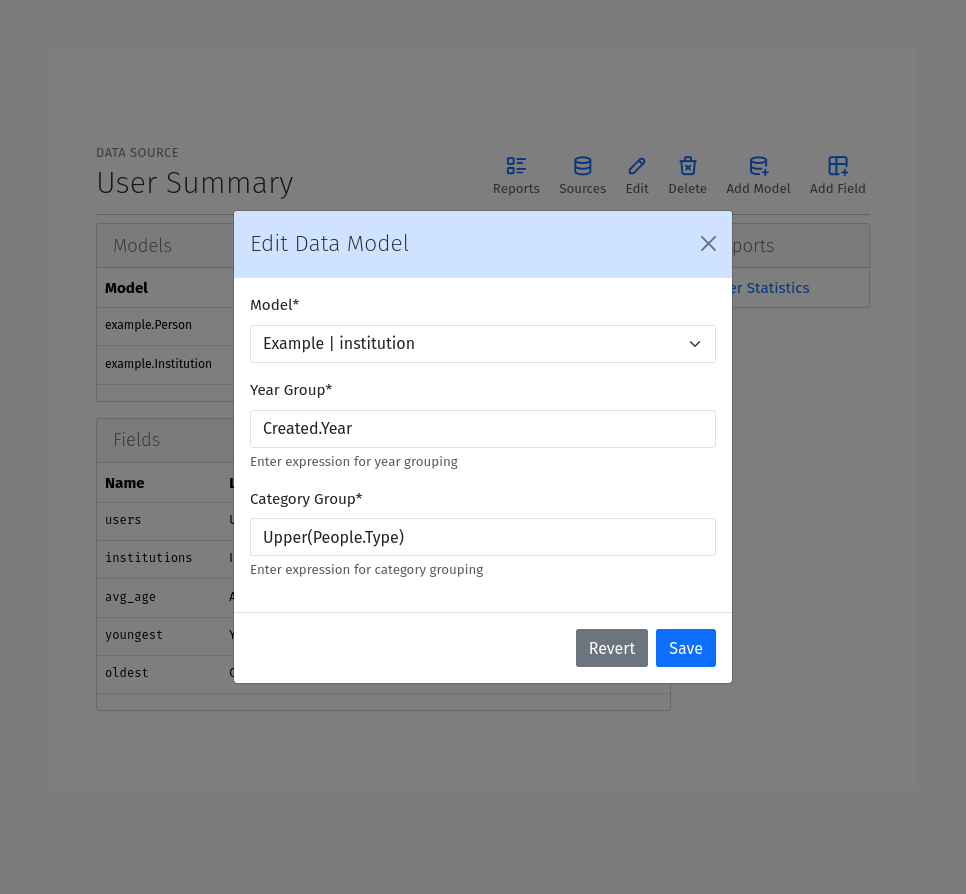 DATA SOURCE
User Summary
Reports
Sources
Edit
Delete
Add Model
Add Field
Models
Model
example.Person
example.Institution
Fields
Name
users
institutions
avg_age
youngest
oldest
Statistics
Edit Data Model
Model*
Example | institution
Year Group*
Created.Year
Enter expression for year grouping
Category Group*
Upper(People.Type)
Enter expression for category grouping
Revert
Save